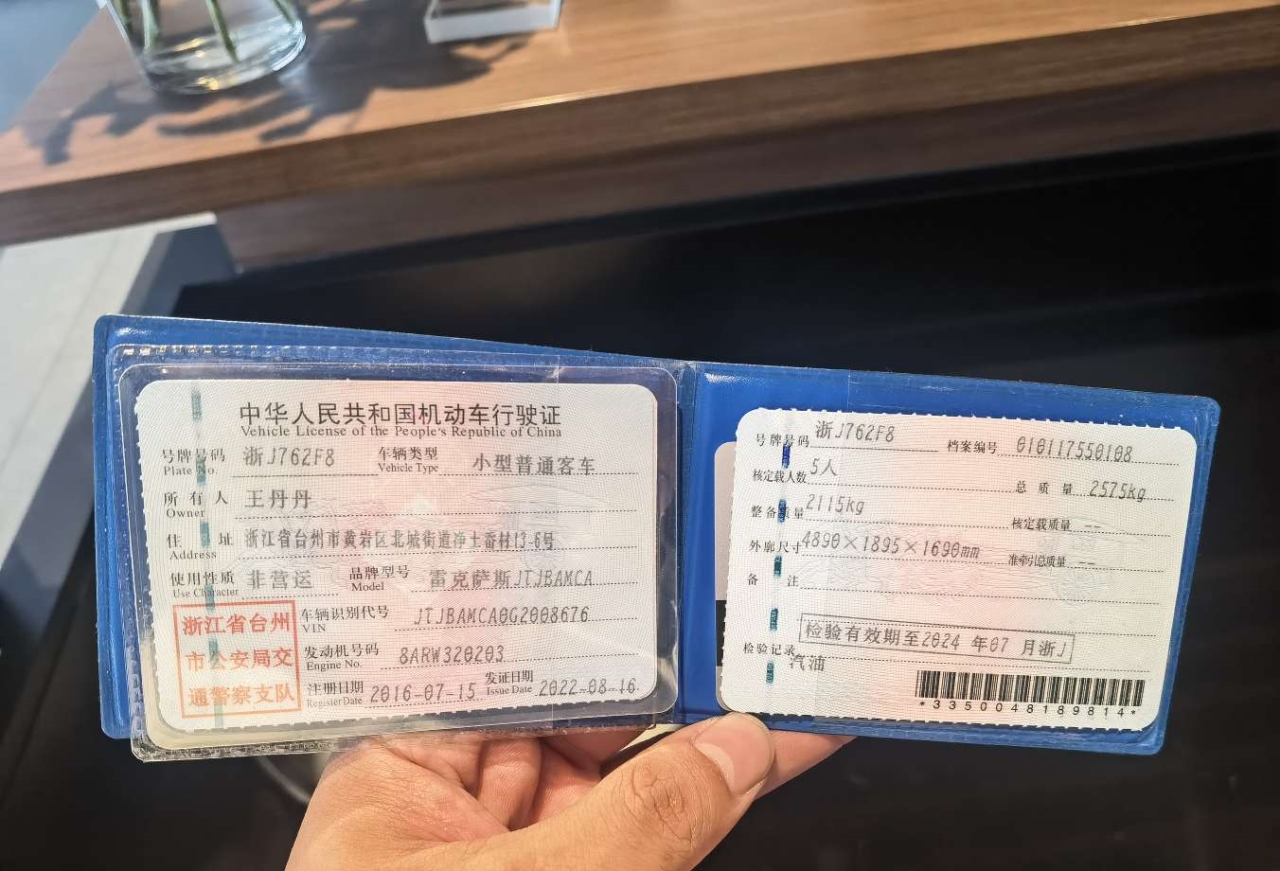 中华人民共和国机动车行驶证
Vehicle License of the People's Republic of China
号牌号码 浙J762F8 车辆类型 小型普通客车
Plate No. Vehicle Type
所有人 王丹丹
Owner
住址 浙江省台州市黄岩区北城街道净土岙村13-6号
Address
使用性质 非营运 品牌型号 雷克萨斯JTJBAMCA
Use Character Model
浙江省台州
市公安局交
通警察支队
车辆识别代号 JTJBAMCA0G2008676
VIN
发动机号码 8ARW320203
Engine No.
注册日期 2016-07-15 发证日期 2022-08-16
Register Date Issue Date
号牌号码 浙J762F8 档案编号 010117550108
核定载人数 5人 总质量 2575kg
整备质量 2115kg 核定载质量 --
外廓尺寸 4890×1895×1690mm 准牵引总质量 --
备注
检验有效期至2024 年07 月浙J
检验记录
汽油
*3350048189814*